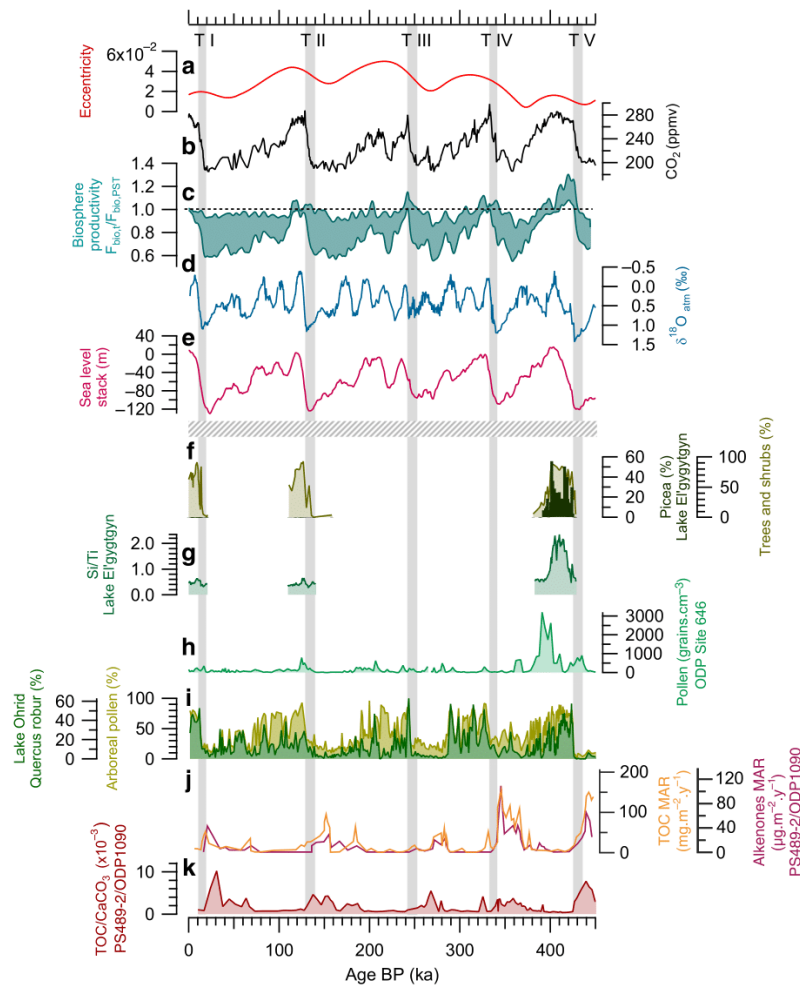 T I T II T III T IV T V
6x10⁻²
4
2
0
Eccentricity
a
280
240
200
CO₂ (ppmv)
b
1.4
1.2
1.0
0.8
0.6
Biosphere
productivity
F_bio,t/F_bio,PST
c
d
−0.5
0.0
0.5
1.0
1.5
δ¹⁸O atm (‰)
40
0
−40
−80
−120
Sea level
stack (m)
e
f
60
40
20
0
Picea (%)
Lake El'gygytgyn
100
50
0
Trees and shrubs (%)
2.0
1.0
0.0
Si/Ti
Lake El'gygtgyn
g
h
3000
2000
1000
0
Pollen (grains.cm⁻³)
ODP Site 646
Lake Ohrid
Quercus robur (%)
60
40
20
0
Arboreal pollen (%)
100
50
0
i
j
200
100
0
TOC MAR
(mg.m⁻².y⁻¹)
120
80
40
0
Alkenones MAR
(µg.m⁻².y⁻¹)
PS489-2/ODP1090
TOC/CaCO₃ (x10⁻³)
PS489-2/ODP1090
10
0
k
0 100 200 300 400
Age BP (ka)